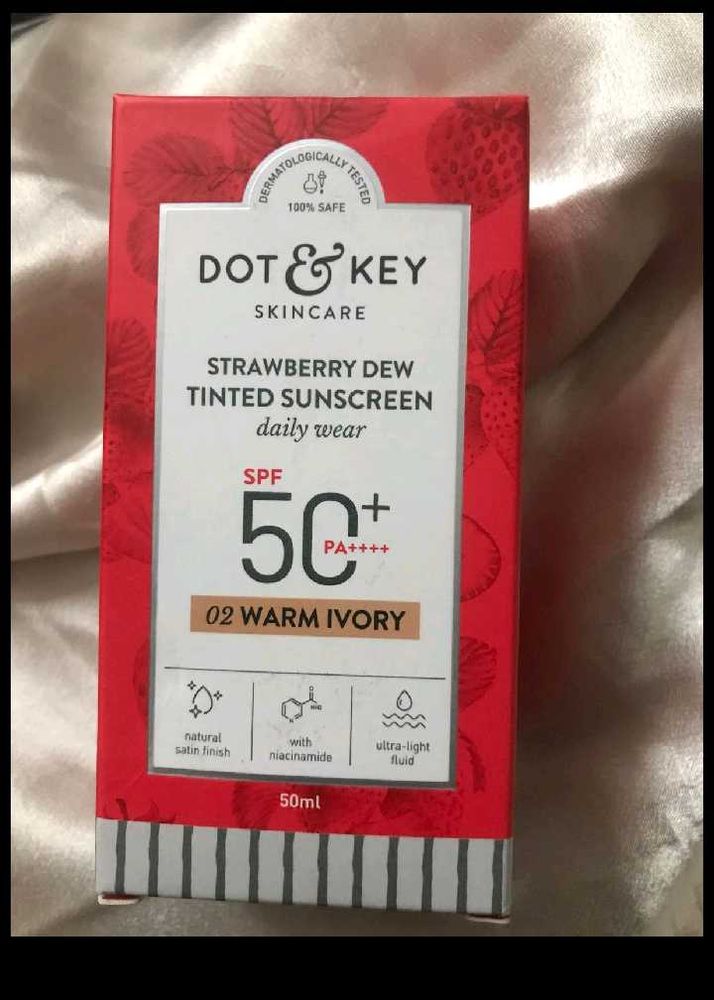 DERMATOLOGICALLY TESTED
100% SAFE
DOT & KEY
SKINCARE
STRAWBERRY DEW
TINTED SUNSCREEN
daily wear
SPF
50+
PA++++
02 WARM IVORY
natural
satin finish
with
niacinamide
ultra-light
fluid
50ml